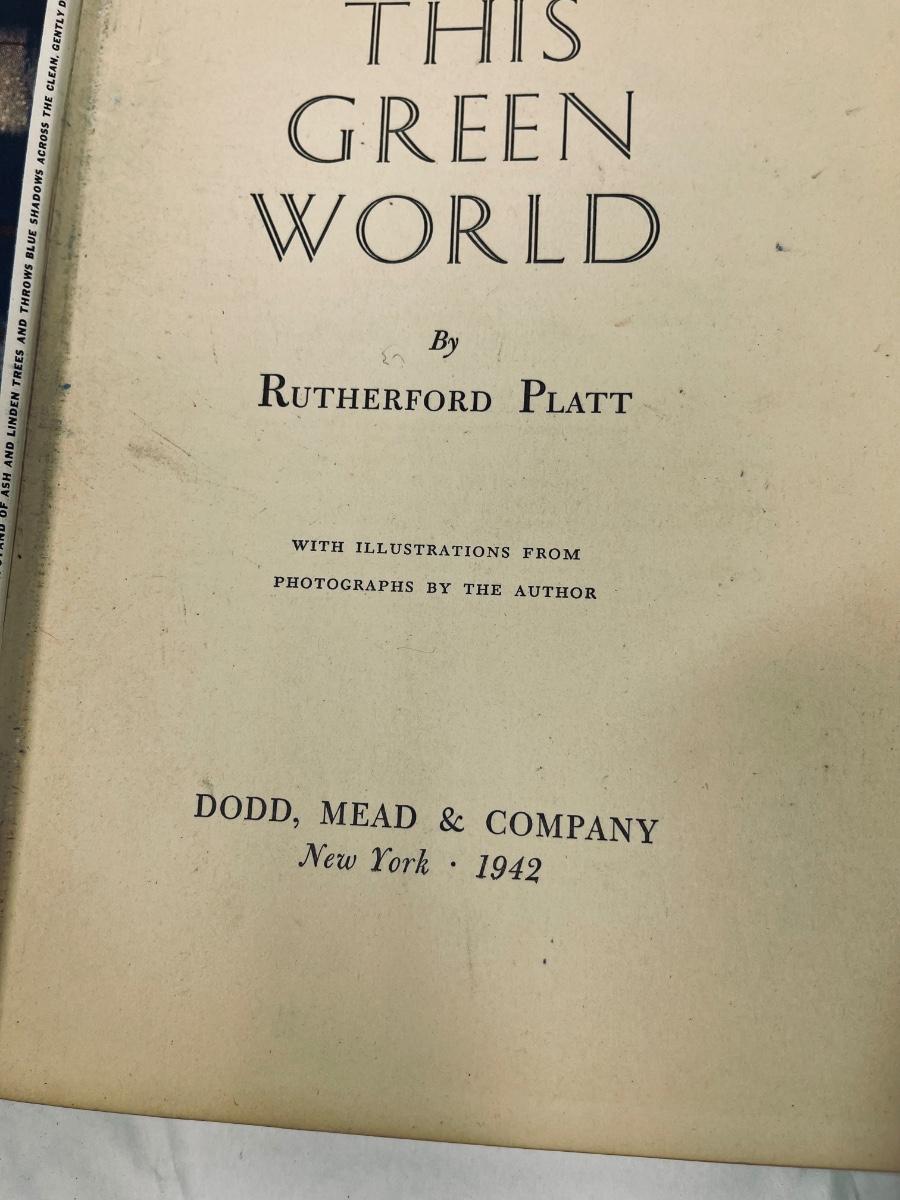 THIS
GREEN
WORLD
By
RUTHERFORD PLATT
WITH ILLUSTRATIONS FROM
PHOTOGRAPHS BY THE AUTHOR
DODD, MEAD & COMPANY
New York · 1942
OF ASH AND LINDEN TREES AND THROWS BLUE SHADOWS ACROSS THE CLEAN, GENTLY